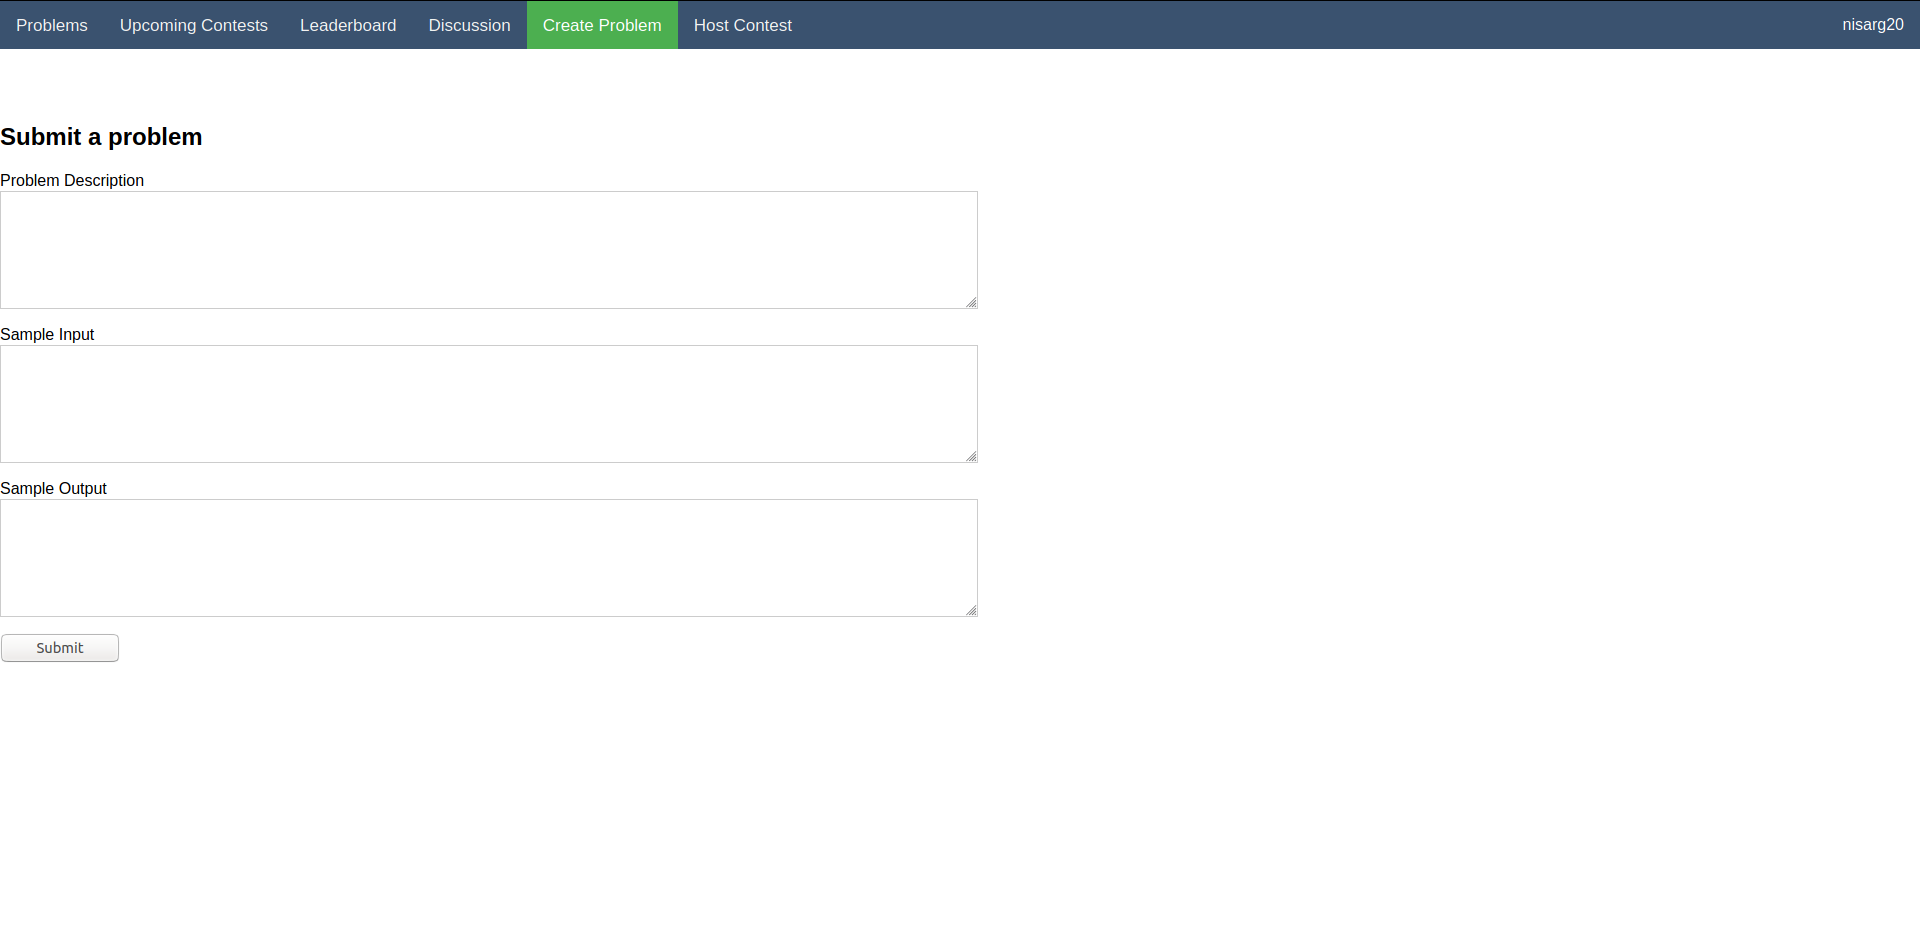 Problems Upcoming Contests Leaderboard Discussion Create Problem Host Contest nisarg20
Submit a problem
Problem Description
Sample Input
Sample Output
Submit